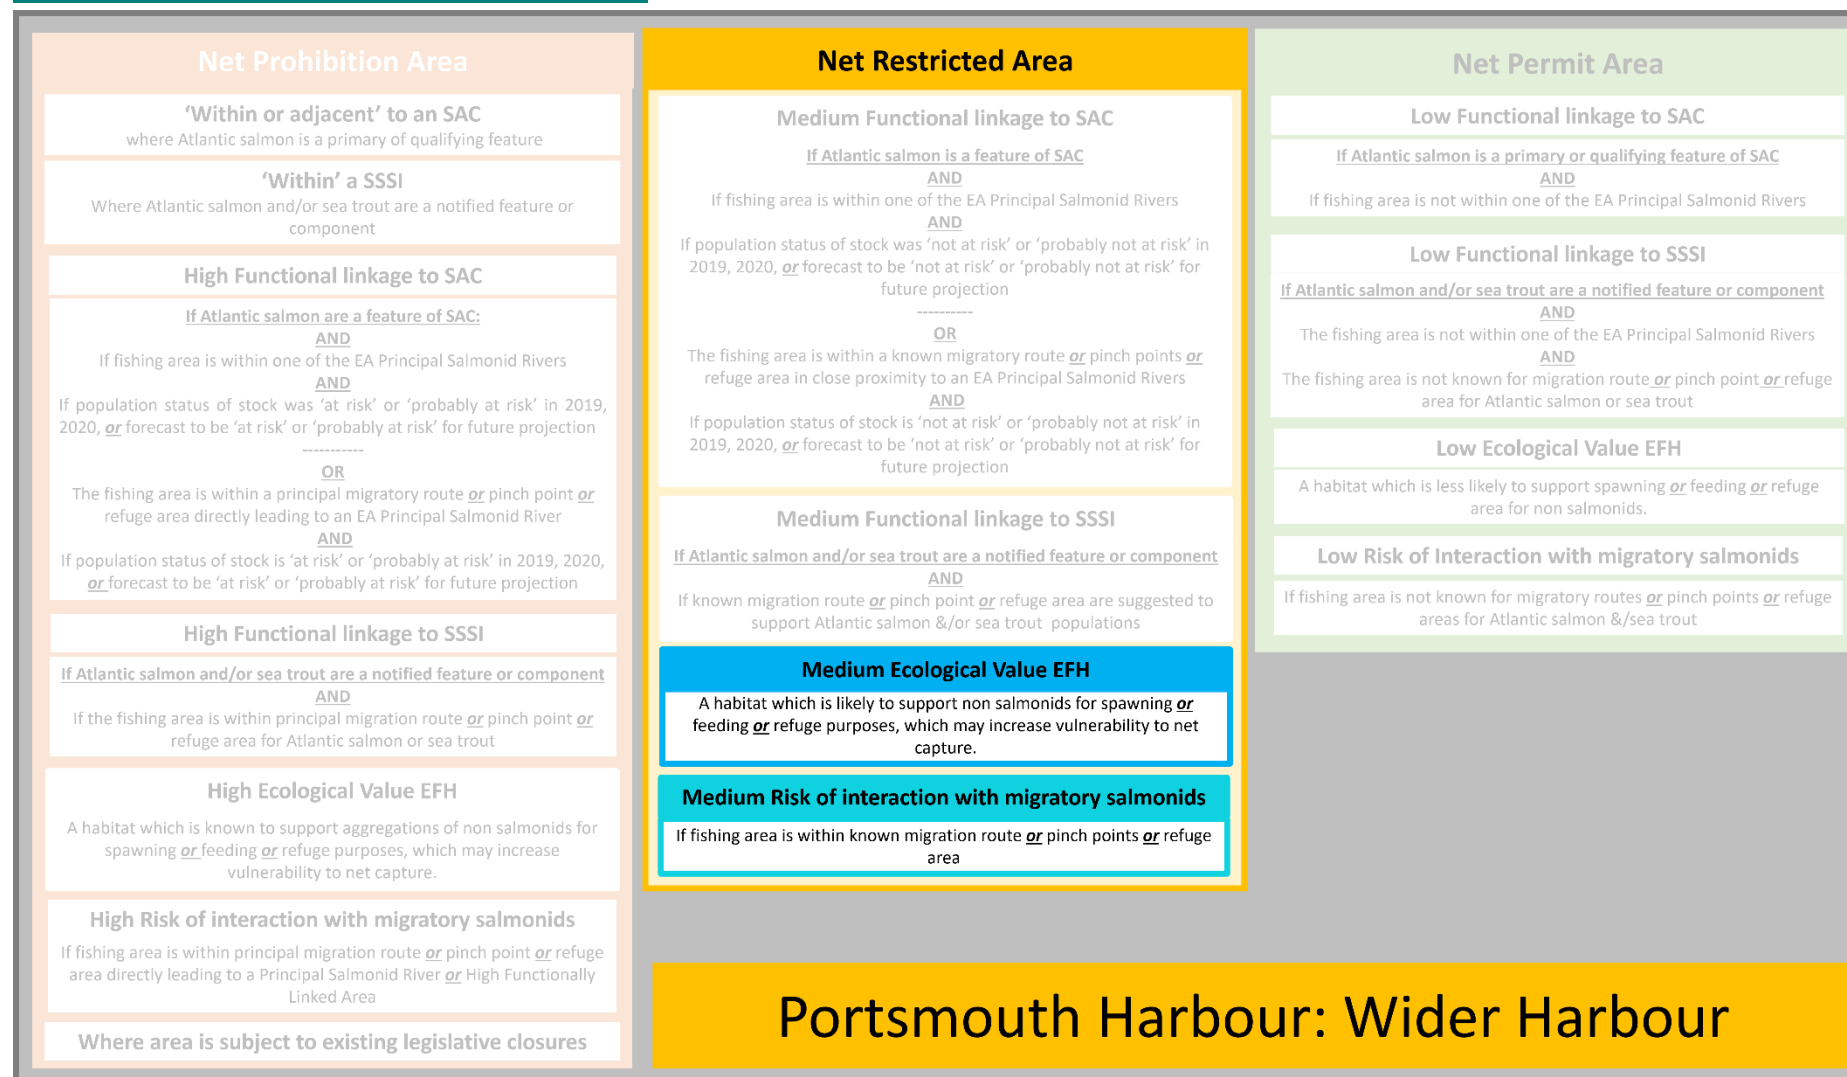 Net Prohibition Area
'Within or adjacent' to an SAC
where Atlantic salmon is a primary of qualifying feature
'Within' a SSSI
Where Atlantic salmon and/or sea trout are a notified feature or
component
High Functional linkage to SAC
If Atlantic salmon are a feature of SAC:
AND
If fishing area is within one of the EA Principal Salmonid Rivers
AND
If population status of stock was 'at risk' or 'probably at risk' in 2019,
2020, or forecast to be 'at risk' or 'probably at risk' for future projection
-----------
OR
The fishing area is within a principal migratory route or pinch point or
refuge area directly leading to an EA Principal Salmonid River
AND
If population status of stock is 'at risk' or 'probably at risk' in 2019, 2020,
or forecast to be 'at risk' or 'probably at risk' for future projection
High Functional linkage to SSSI
If Atlantic salmon and/or sea trout are a notified feature or component
AND
If the fishing area is within principal migration route or pinch point or
refuge area for Atlantic salmon or sea trout
High Ecological Value EFH
A habitat which is known to support aggregations of non salmonids for
spawning or feeding or refuge purposes, which may increase
vulnerability to net capture.
High Risk of interaction with migratory salmonids
If fishing area is within principal migration route or pinch point or refuge
area directly leading to a Principal Salmonid River or High Functionally
Linked Area
Where area is subject to existing legislative closures
Net Restricted Area
Medium Functional linkage to SAC
If Atlantic salmon is a feature of SAC
AND
If fishing area is within one of the EA Principal Salmonid Rivers
AND
If population status of stock was 'not at risk' or 'probably not at risk' in
2019, 2020, or forecast to be 'not at risk' or 'probably not at risk' for
future projection
----------
OR
The fishing area is within a known migratory route or pinch points or
refuge area in close proximity to an EA Principal Salmonid Rivers
AND
If population status of stock is 'not at risk' or 'probably not at risk' in
2019, 2020, or forecast to be 'not at risk' or 'probably not at risk' for
future projection
Medium Functional linkage to SSSI
If Atlantic salmon and/or sea trout are a notified feature or component
AND
If known migration route or pinch point or refuge area are suggested to
support Atlantic salmon &/or sea trout populations
Medium Ecological Value EFH
A habitat which is likely to support non salmonids for spawning or
feeding or refuge purposes, which may increase vulnerability to net
capture.
Medium Risk of interaction with migratory salmonids
If fishing area is within known migration route or pinch points or refuge
area
Net Permit Area
Low Functional linkage to SAC
If Atlantic salmon is a primary or qualifying feature of SAC
AND
If fishing area is not within one of the EA Principal Salmonid Rivers
Low Functional linkage to SSSI
If Atlantic salmon and/or sea trout are a notified feature or component
AND
The fishing area is not within one of the EA Principal Salmonid Rivers
AND
The fishing area is not known for migration route or pinch point or refuge
area for Atlantic salmon or sea trout
Low Ecological Value EFH
A habitat which is less likely to support spawning or feeding or refuge
area for non salmonids.
Low Risk of Interaction with migratory salmonids
If fishing area is not known for migratory routes or pinch points or refuge
areas for Atlantic salmon &/sea trout
Portsmouth Harbour: Wider Harbour